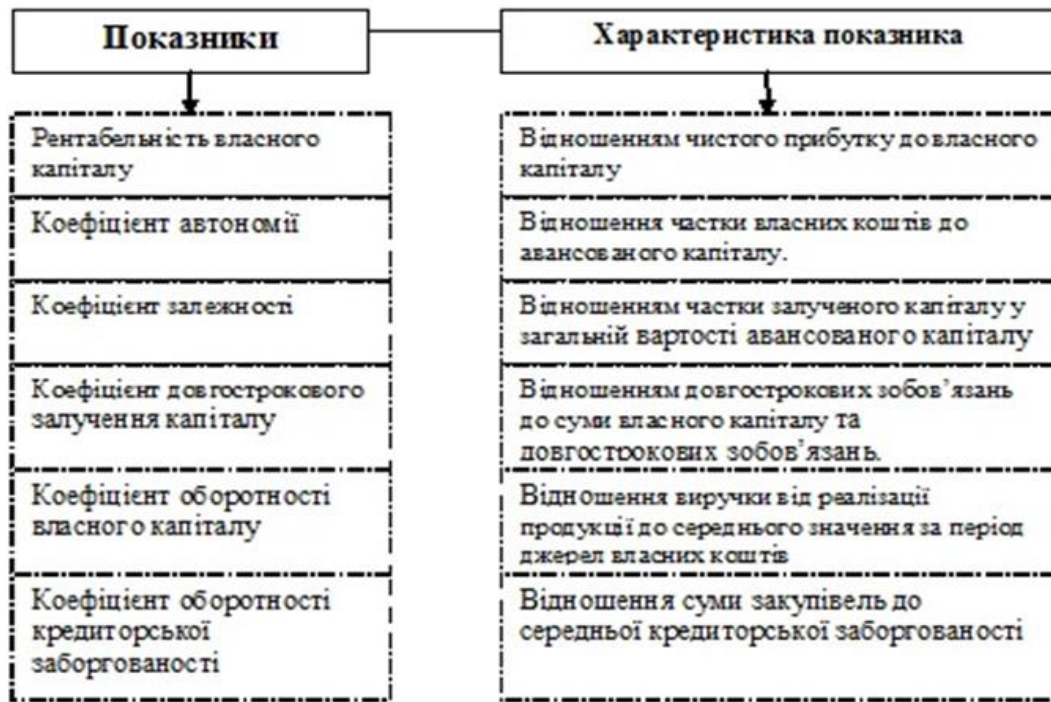 Показники
Характеристика показника
Рентабельність власного
капіталу
Відношенням чистого прибутку до власного
капіталу
Коефіцієнт автономії
Відношення частки власних коштів до
авансованого капіталу.
Коефіцієнт залежності
Відношенням частки залученого капіталу у
загальній вартості авансованого капіталу
Коефіцієнт довгострокового
залучення капіталу
Відношенням довгострокових зобов’язань
до суми власного капіталу та
довгострокових зобов’язань.
Коефіцієнт оборотності
власного капіталу
Відношення виручки від реалізації
продукції до середнього значення за період
джерел власних коштів
Коефіцієнт оборотності
кредиторської
заборгованості
Відношення суми закупівель до
середньої кредиторської заборгованості